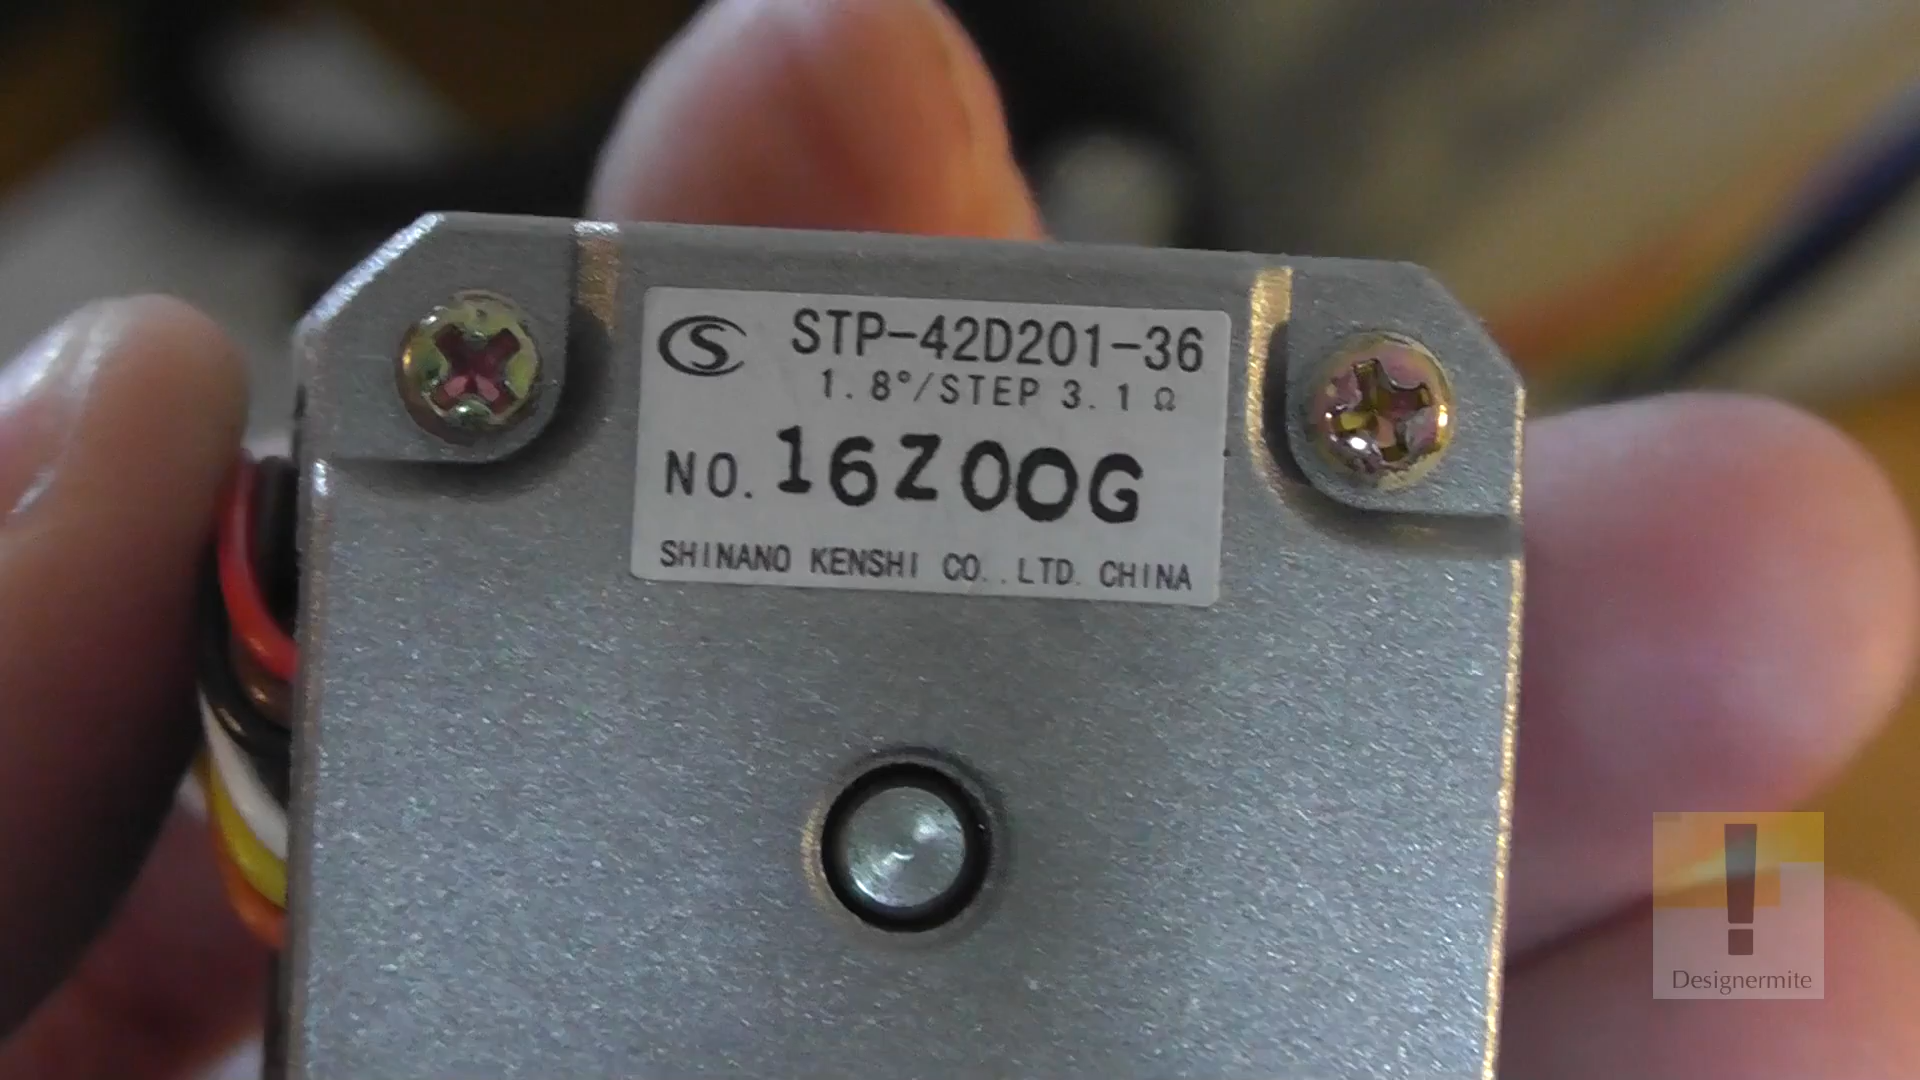 S STP-42D201-36
1.8°/STEP 3.1Ω
NO. 16Z00G
SHINANO KENSHI CO.,LTD. CHINA
!
Designermite